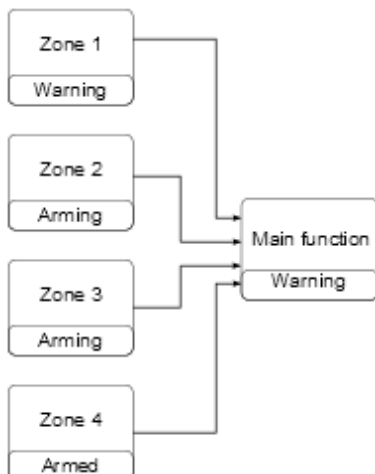 Zone 1
Warning
Zone 2
Arming
Zone 3
Arming
Zone 4
Armed
Main function
Warning